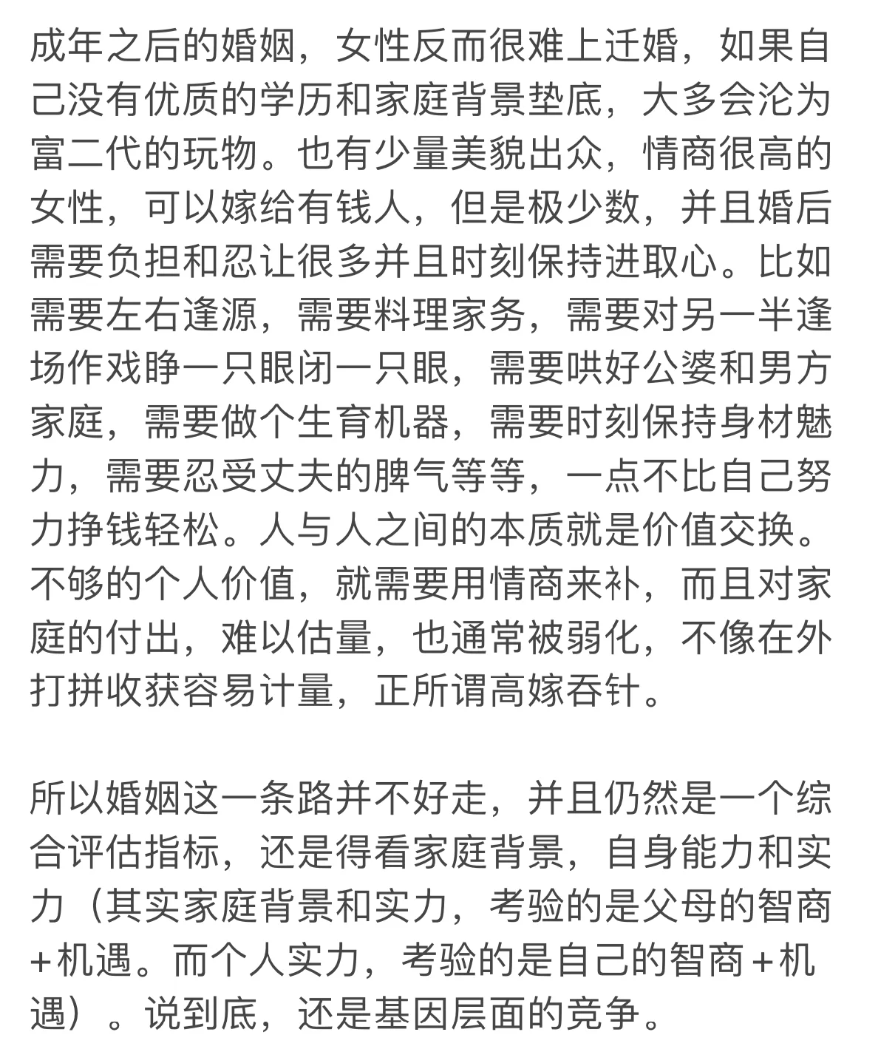 成年之后的婚姻，女性反而很难上迁婚，如果自
己没有优质的学历和家庭背景垫底，大多会沦为
富二代的玩物。也有少量美貌出众，情商很高的
女性，可以嫁给有钱人，但是极少数，并且婚后
需要负担和忍让很多并且时刻保持进取心。比如
需要左右逢源，需要料理家务，需要对另一半逢
场作戏睁一只眼闭一只眼，需要哄好公婆和男方
家庭，需要做个生育机器，需要时刻保持身材魅
力，需要忍受丈夫的脾气等等，一点不比自己努
力挣钱轻松。人与人之间的本质就是价值交换。
不够的个人价值，就需要用情商来补，而且对家
庭的付出，难以估量，也通常被弱化，不像在外
打拼收获容易计量，正所谓高嫁吞针。
所以婚姻这一条路并不好走，并且仍然是一个综
合评估指标，还是得看家庭背景，自身能力和实
力（其实家庭背景和实力，考验的是父母的智商
+机遇。而个人实力，考验的是自己的智商+机
遇）。说到底，还是基因层面的竞争。